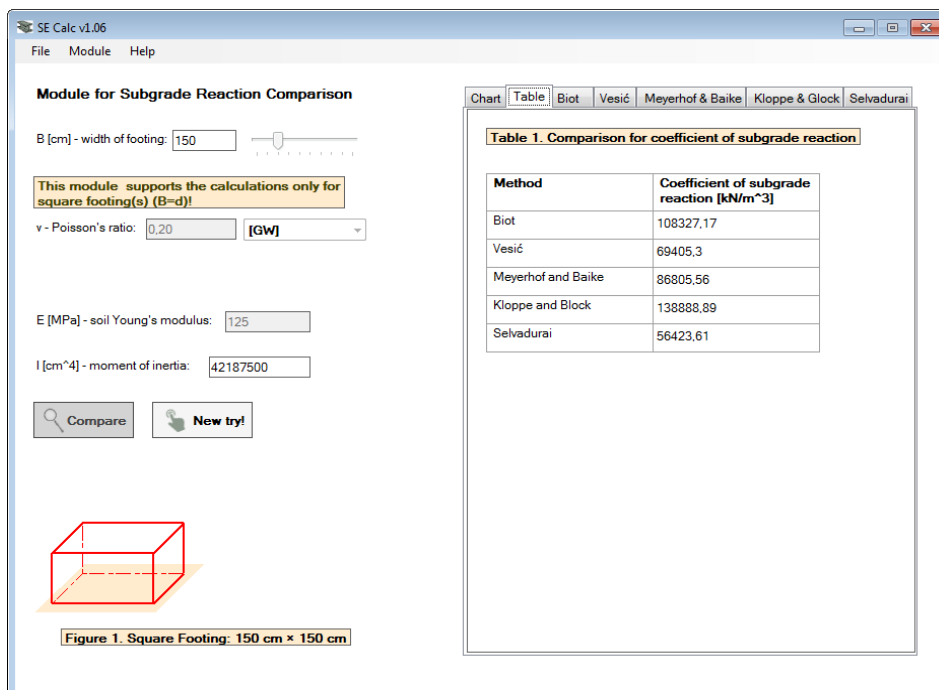 SE Calc v1.06
File Module Help
Module for Subgrade Reaction Comparison
B [cm] - width of footing: 150
This module supports the calculations only for
square footing(s) (B=d)!
v - Poisson's ratio: 0,20 [GW]
E [MPa] - soil Young's modulus: 125
I [cm^4] - moment of inertia: 42187500
Compare New try!
Figure 1. Square Footing: 150 cm × 150 cm
Chart Table Biot Vesić Meyerhof & Baike Kloppe & Glock Selvadurai
Table 1. Comparison for coefficient of subgrade reaction
Method Coefficient of subgrade
reaction [kN/m^3]
Biot 108327,17
Vesić 69405,3
Meyerhof and Baike 86805,56
Kloppe and Block 138888,89
Selvadurai 56423,61